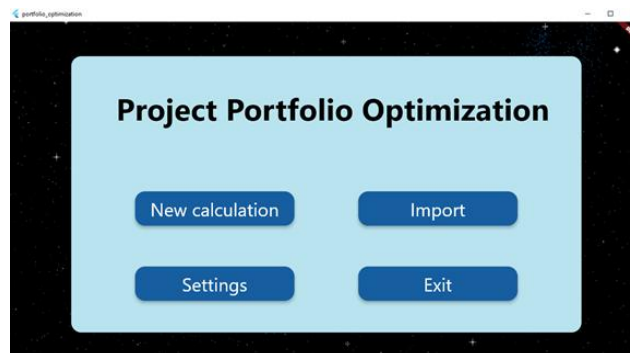 portfolio_optimization
Project Portfolio Optimization
New calculation
Import
Settings
Exit